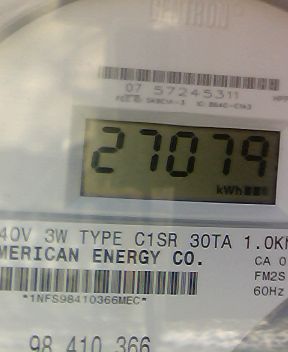 CENTRON
07 57245311
27079
kWh
40V 3W TYPE C1SR 30TA 1.0K
MERICAN ENERGY CO.
CA 0
FM2S
60Hz
*1NFS98410366MEC*
98 410 366